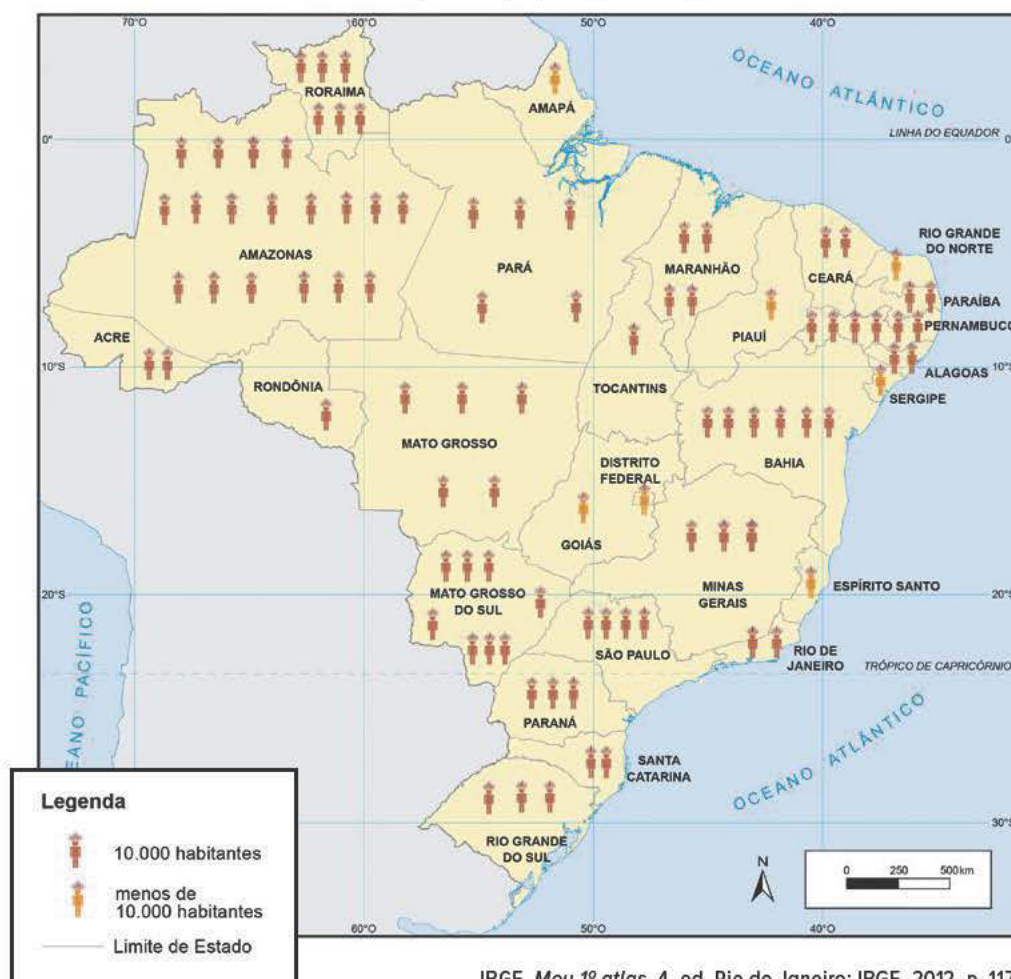 70°O
60°O
50°O
40°O
OCEANO ATLÂNTICO
RORAIMA
AMAPÁ
LINHA DO EQUADOR
0°
0°
AMAZONAS
PARÁ
MARANHÃO
CEARÁ
RIO GRANDE
DO NORTE
PARAÍBA
PERNAMBUCO
PIAUÍ
ACRE
ALAGOAS
10°S
10°S
RONDÔNIA
TOCANTINS
SERGIPE
MATO GROSSO
BAHIA
DISTRITO
FEDERAL
GOIÁS
MINAS
GERAIS
ESPÍRITO SANTO
20°S
20°S
MATO GROSSO
DO SUL
SÃO PAULO
RIO DE
JANEIRO
TRÓPICO DE CAPRICÓRNIO
PACÍFICO
PARANÁ
SANTA
CATARINA
OCEANO ATLÂNTICO
RIO GRANDE
DO SUL
30°S
N
0 250 500km
60°O
50°O
40°O
Legenda
10.000 habitantes
menos de
10.000 habitantes
Limite de Estado